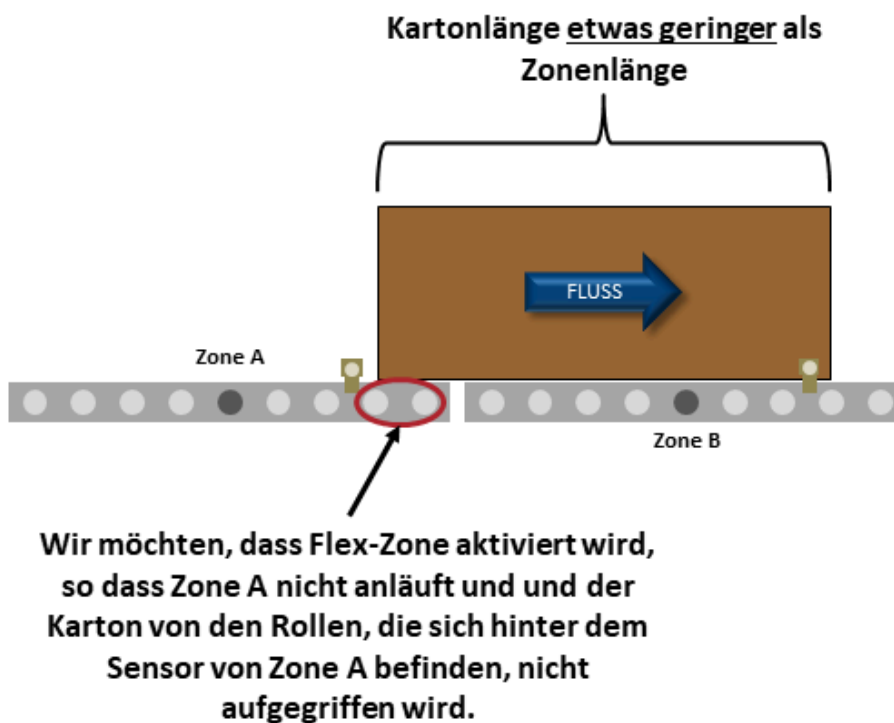 Kartonlänge etwas geringer als
Zonenlänge
FLUSS
Zone A
Zone B
Wir möchten, dass Flex-Zone aktiviert wird,
so dass Zone A nicht anläuft und und der
Karton von den Rollen, die sich hinter dem
Sensor von Zone A befinden, nicht
aufgegriffen wird.